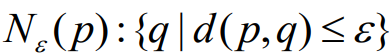 N_ε(p):{q | d(p,q) ≤ ε}